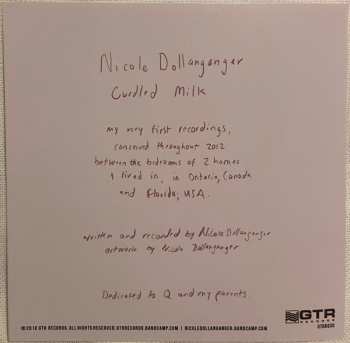 Nicole Dollanganger
Curdled Milk
my very first recordings,
conceived throughout 2012
between the bedrooms of 2 homes
I lived in, in Ontario, Canada
and Florida, USA.
written and recorded by Nicole Dollanganger
artwork by Nicole Dollanganger
Dedicated to Q and my parents.
GTR
RECORDS
©2018 GTR RECORDS. ALL RIGHTS RESERVED. GTRRECORDS.BANDCAMP.COM | NICOLEDOLLANGANGER.BANDCAMP.COM